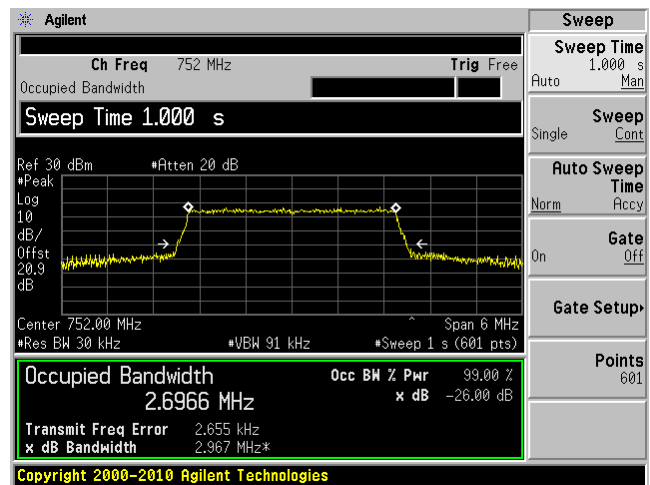 Agilent
Ch Freq 752 MHz Trig Free
Occupied Bandwidth
Sweep Time 1.000 s
Ref 30 dBm #Atten 20 dB
#Peak
Log
10
dB/
Offst
20.9
dB
Center 752.00 MHz Span 6 MHz
#Res BW 30 kHz #VBW 91 kHz #Sweep 1 s (601 pts)
Occupied Bandwidth Occ BW % Pwr 99.00 %
2.6966 MHz x dB -26.00 dB
Transmit Freq Error 2.655 kHz
x dB Bandwidth 2.967 MHz*
Copyright 2000-2010 Agilent Technologies
Sweep
Sweep Time
1.000 s
Auto Man
Sweep
Single Cont
Auto Sweep
Time
Norm Accy
Gate
On Off
Gate Setup
Points
601